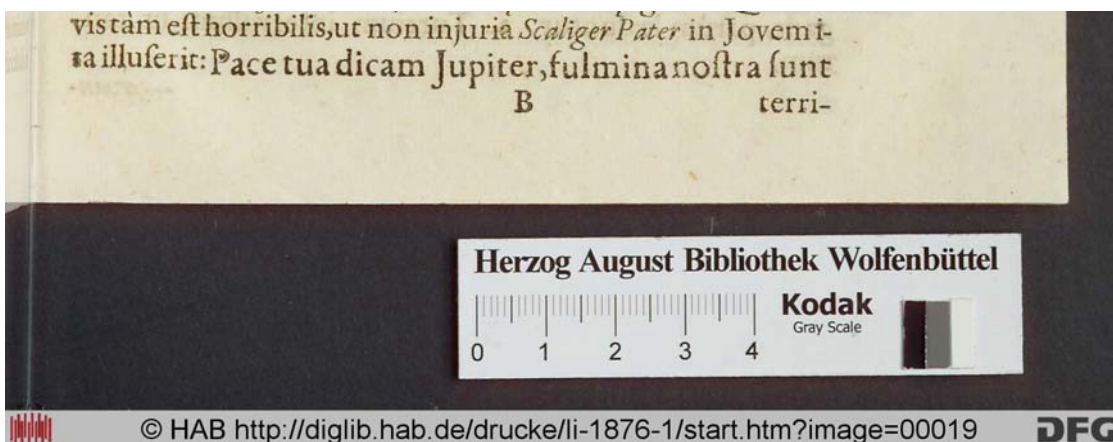 vis tàm eſt horribilis, ut non injuriâ Scaliger Pater in Jovem i-
ta illuſerit: Pace tua dicam Jupiter, fulmina noſtra ſunt
B terri-
Herzog August Bibliothek Wolfenbüttel
Kodak
Gray Scale
0 1 2 3 4
© HAB http://diglib.hab.de/drucke/li-1876-1/start.htm?image=00019 DFG